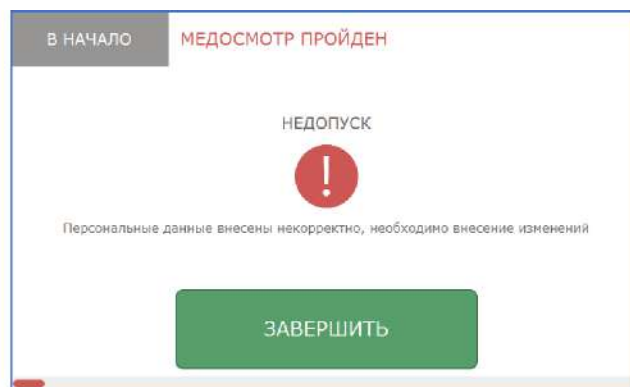 В НАЧАЛО МЕДОСМОТР ПРОЙДЕН
НЕДОПУСК
!
Персональные данные внесены некорректно, необходимо внесение изменений
ЗАВЕРШИТЬ